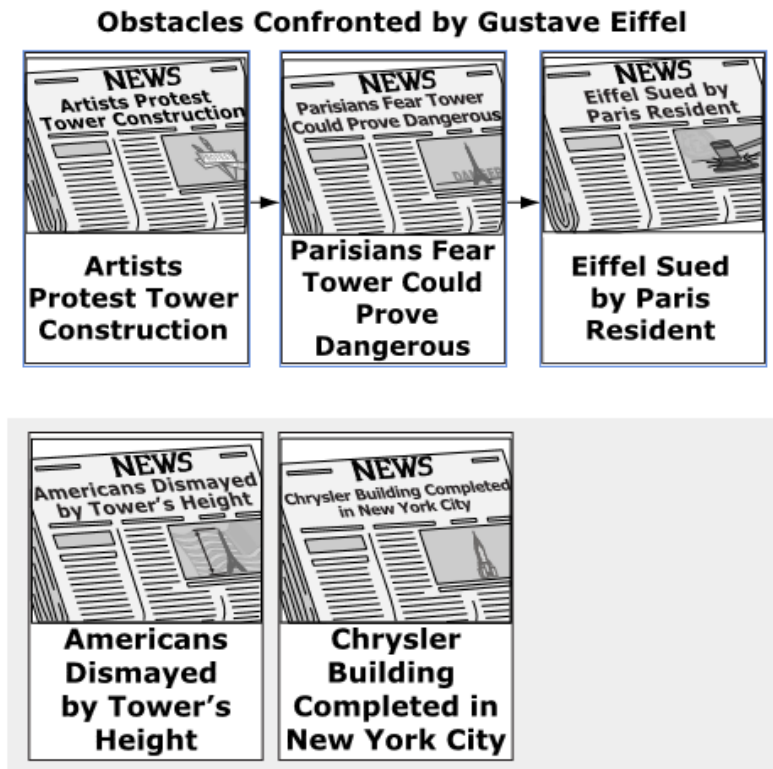 Obstacles Confronted by Gustave Eiffel
NEWS
Artists Protest
Tower Construction
PROTEST
Artists
Protest Tower
Construction
NEWS
Parisians Fear Tower
Could Prove Dangerous
DANGER
Parisians Fear
Tower Could
Prove
Dangerous
NEWS
Eiffel Sued by
Paris Resident
Eiffel Sued
by Paris
Resident
NEWS
Americans Dismayed
by Tower's Height
Americans
Dismayed
by Tower's
Height
NEWS
Chrysler Building Completed
in New York City
Chrysler
Building
Completed in
New York City